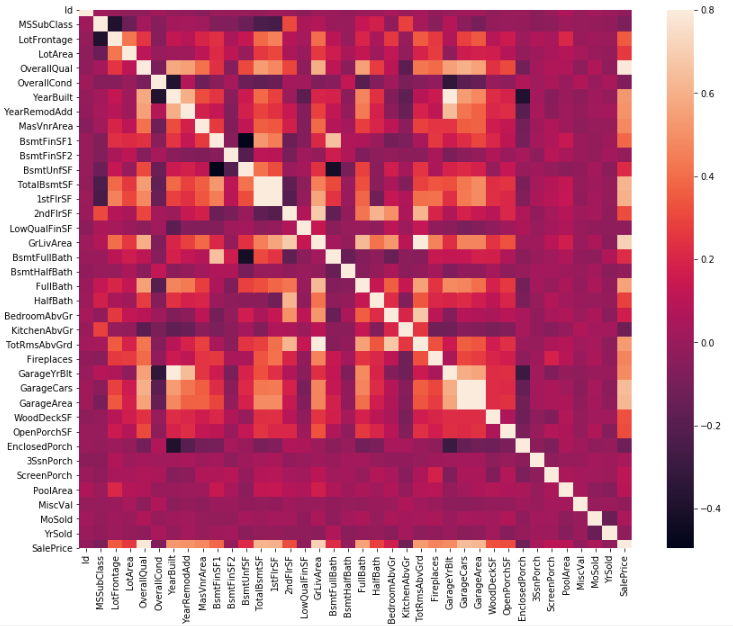 Id
MSSubClass
LotFrontage
LotArea
OverallQual
OverallCond
YearBuilt
YearRemodAdd
MasVnrArea
BsmtFinSF1
BsmtFinSF2
BsmtUnfSF
TotalBsmtSF
1stFlrSF
2ndFlrSF
LowQualFinSF
GrLivArea
BsmtFullBath
BsmtHalfBath
FullBath
HalfBath
BedroomAbvGr
KitchenAbvGr
TotRmsAbvGrd
Fireplaces
GarageYrBlt
GarageCars
GarageArea
WoodDeckSF
OpenPorchSF
EnclosedPorch
3SsnPorch
ScreenPorch
PoolArea
MiscVal
MoSold
YrSold
SalePrice
Id
MSSubClass
LotFrontage
LotArea
OverallQual
OverallCond
YearBuilt
YearRemodAdd
MasVnrArea
BsmtFinSF1
BsmtFinSF2
BsmtUnfSF
TotalBsmtSF
1stFlrSF
2ndFlrSF
LowQualFinSF
GrLivArea
BsmtFullBath
BsmtHalfBath
FullBath
HalfBath
BedroomAbvGr
KitchenAbvGr
TotRmsAbvGrd
Fireplaces
GarageYrBlt
GarageCars
GarageArea
WoodDeckSF
OpenPorchSF
EnclosedPorch
3SsnPorch
ScreenPorch
PoolArea
MiscVal
MoSold
YrSold
SalePrice
0.8
0.6
0.4
0.2
0.0
−0.2
−0.4